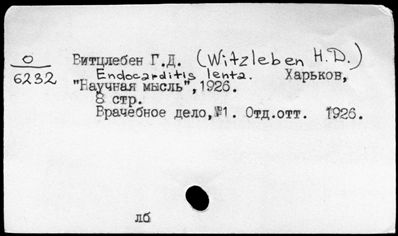 О
6232
Витцлебен Г.Д. (Witzleben H.D.)
Endocarditis lenta. Харьков,
"Научная мысль", 1926.
8 стр.
Врачебное дело, №1. Отд.отт. 1926.
лб